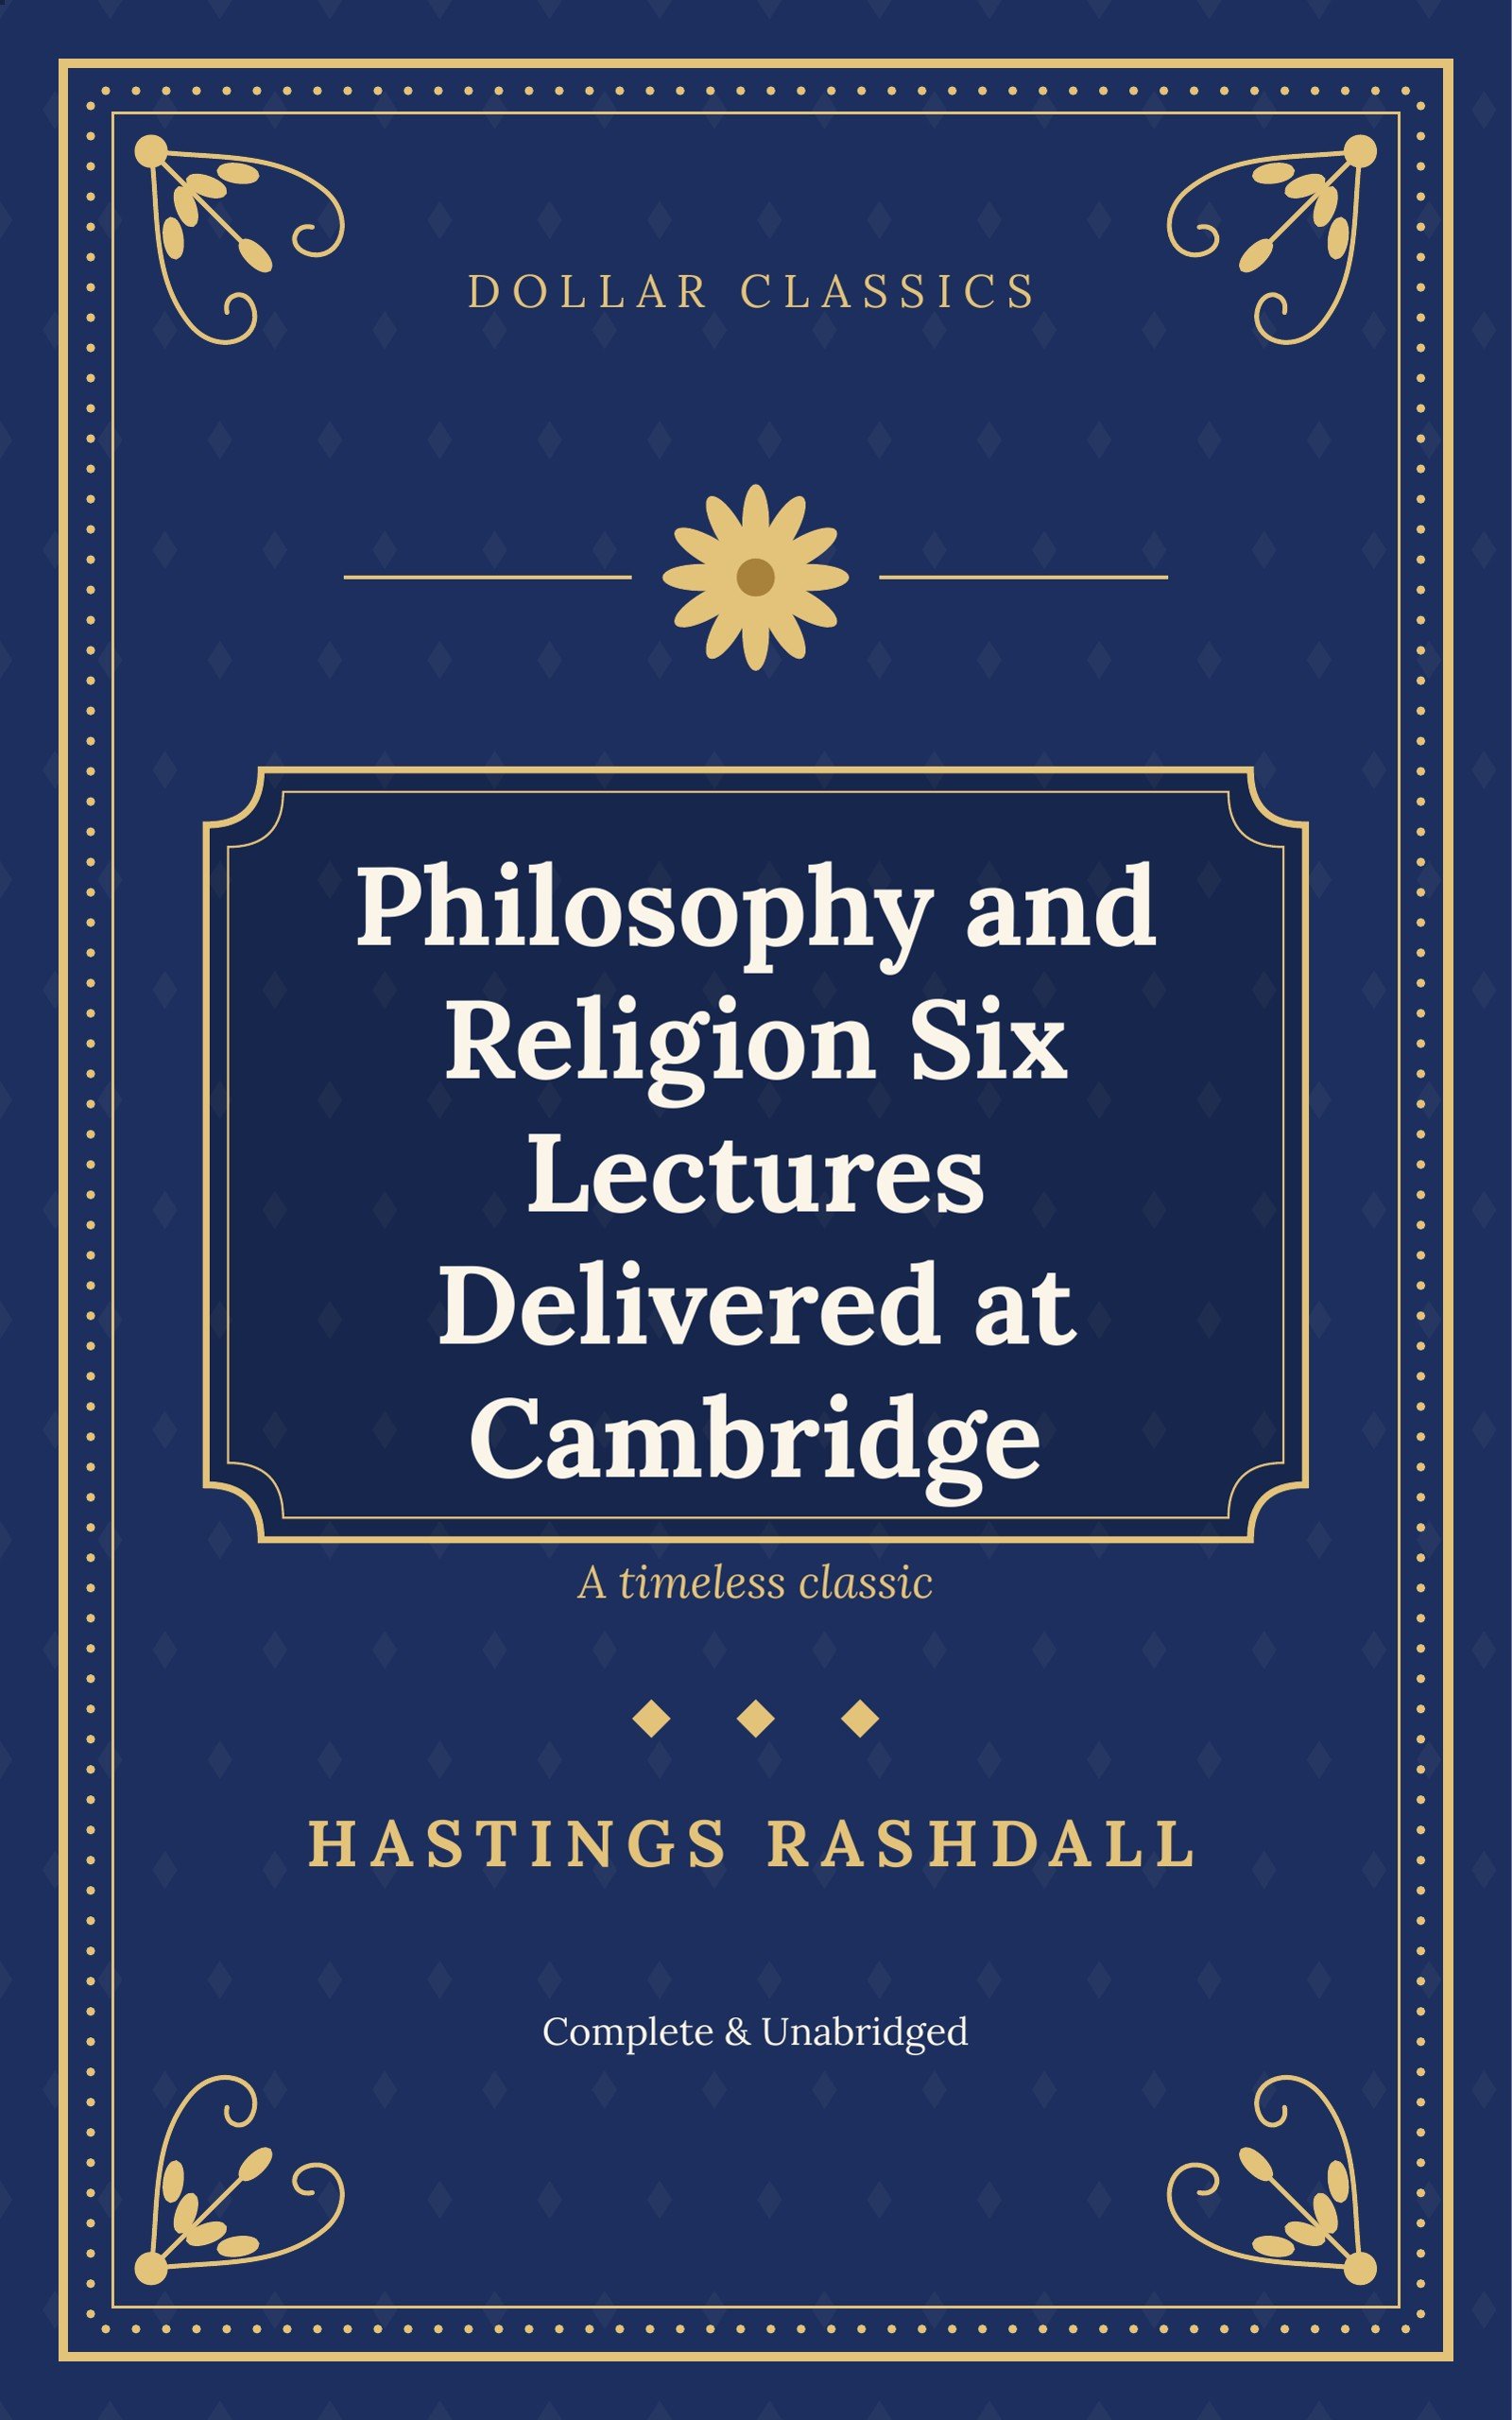 DOLLAR CLASSICS
Philosophy and
Religion Six
Lectures
Delivered at
Cambridge
A timeless classic
HASTINGS RASHDALL
Complete & Unabridged